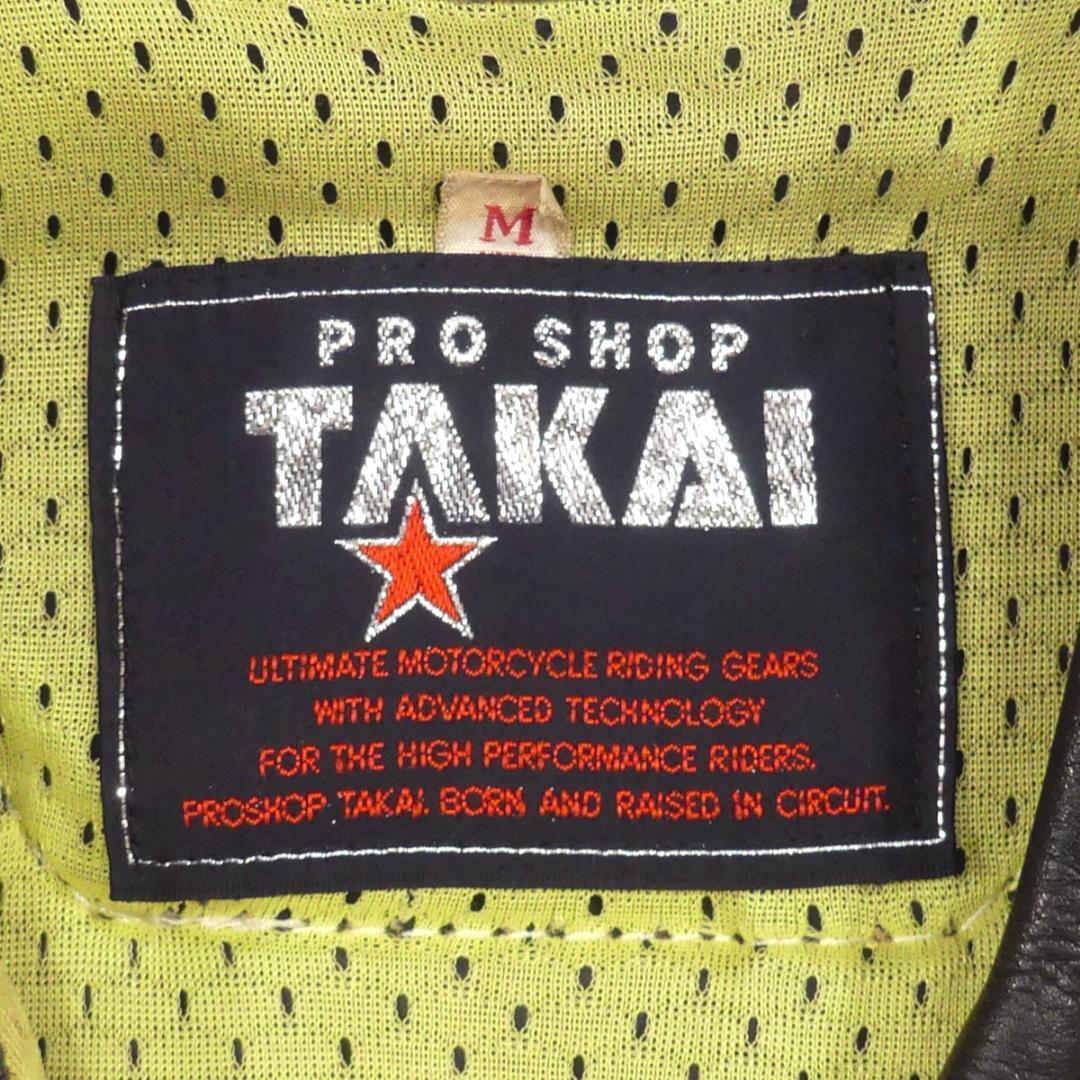 M
PRO SHOP
TAKAI
ULTIMATE MOTORCYCLE RIDING GEARS
WITH ADVANCED TECHNOLOGY
FOR THE HIGH PERFORMANCE RIDERS.
PROSHOP TAKAI. BORN AND RAISED IN CIRCUIT.